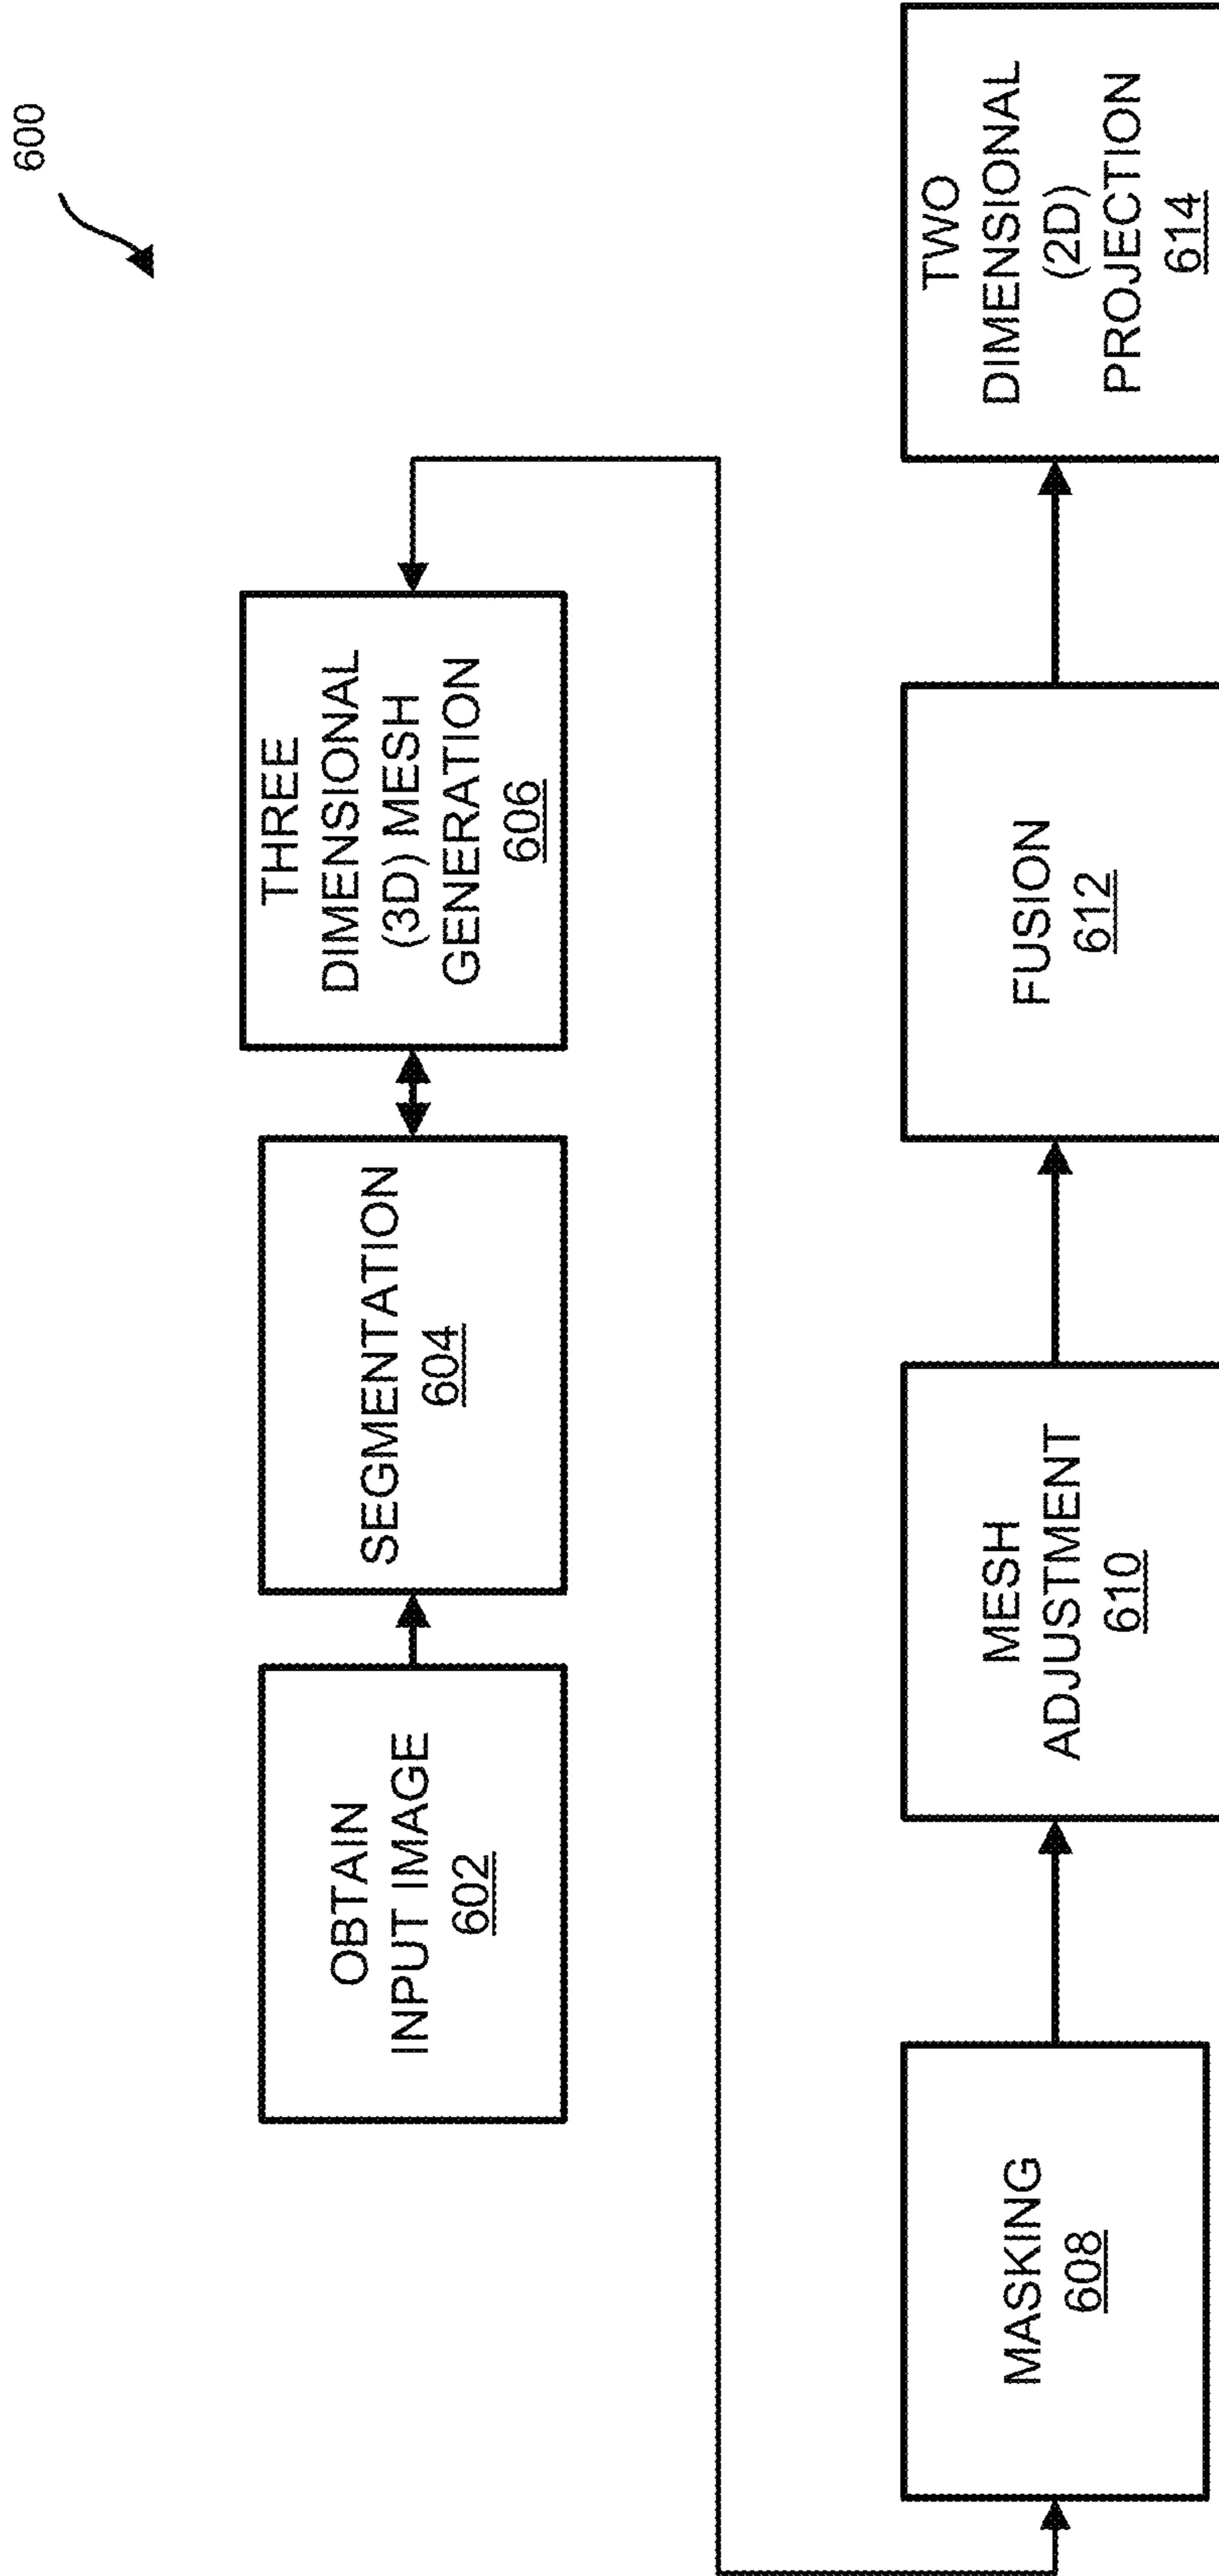 600
OBTAIN
INPUT IMAGE
602
SEGMENTATION
604
THREE
DIMENSIONAL
(3D) MESH
GENERATION
606
MASKING
608
MESH
ADJUSTMENT
610
FUSION
612
TWO
DIMENSIONAL
(2D)
PROJECTION
614